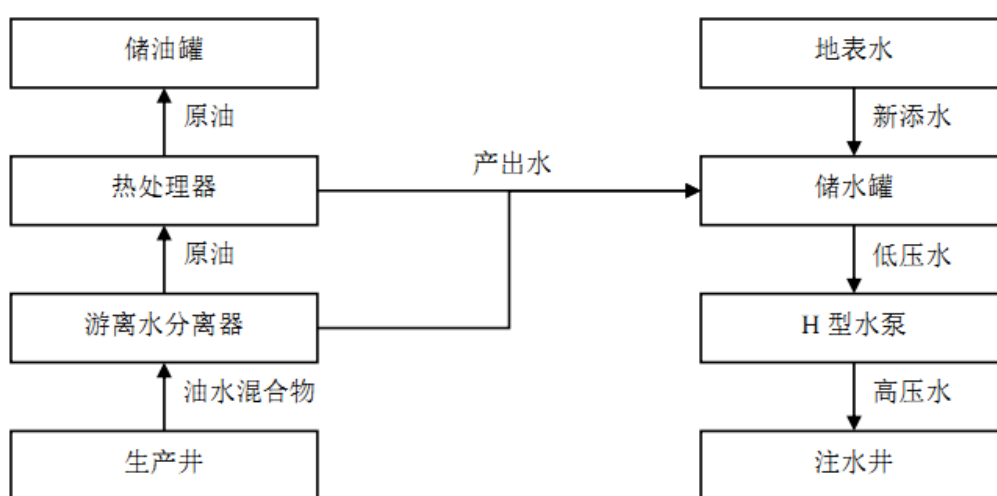 储油罐
地表水
原油
新添水
热处理器
产出水
储水罐
原油
低压水
游离水分离器
H 型水泵
油水混合物
高压水
生产井
注水井